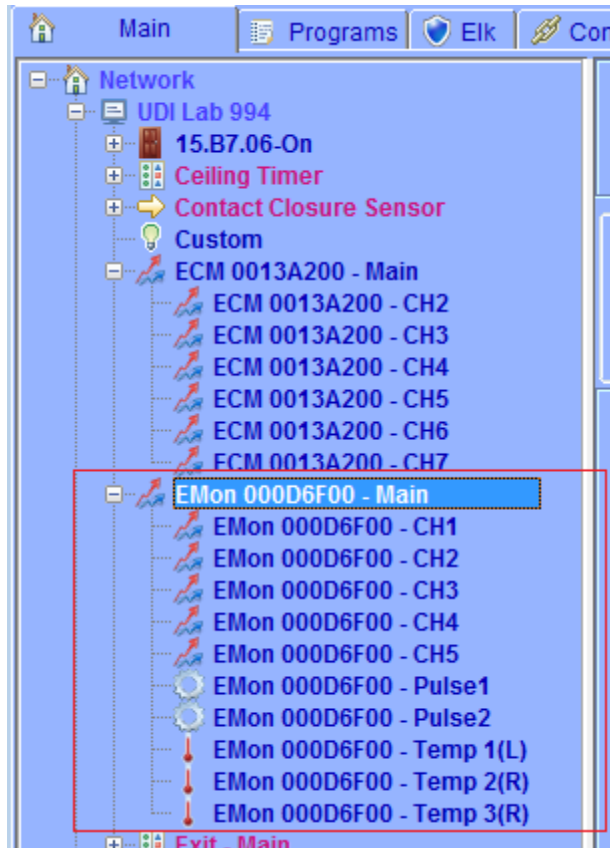 Main Programs Elk Con
Network
UDI Lab 994
15.B7.06-On
Ceiling Timer
Contact Closure Sensor
Custom
ECM 0013A200 - Main
ECM 0013A200 - CH2
ECM 0013A200 - CH3
ECM 0013A200 - CH4
ECM 0013A200 - CH5
ECM 0013A200 - CH6
ECM 0013A200 - CH7
EMon 000D6F00 - Main
EMon 000D6F00 - CH1
EMon 000D6F00 - CH2
EMon 000D6F00 - CH3
EMon 000D6F00 - CH4
EMon 000D6F00 - CH5
EMon 000D6F00 - Pulse1
EMon 000D6F00 - Pulse2
EMon 000D6F00 - Temp 1(L)
EMon 000D6F00 - Temp 2(R)
EMon 000D6F00 - Temp 3(R)
Exit - Main